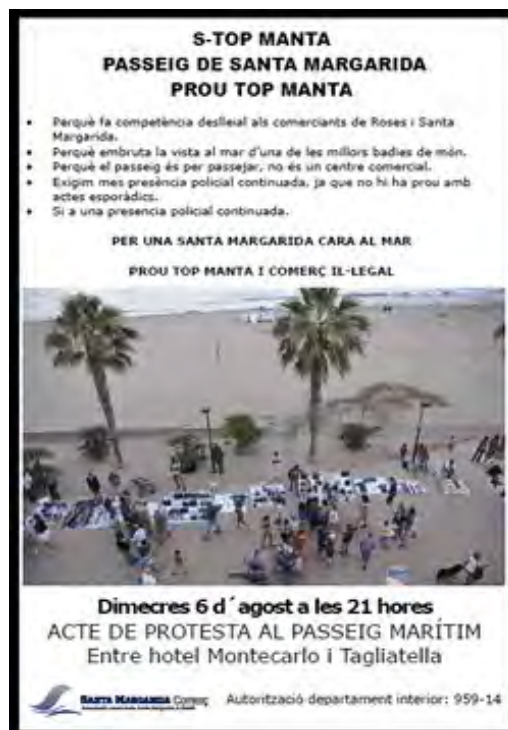 S-TOP MANTA
PASSEIG DE SANTA MARGARIDA
PROU TOP MANTA
• Perquè fa competència deslleial als comerciants de Roses i Santa
Margarida.
• Perquè embruta la vista al mar d'una de les millors badies de món.
• Perquè el passeig és per passejar, no és un centre comercial.
• Exigim mes presència policial continuada, ja que no hi ha prou amb
actes esporàdics.
• Si a una presencia policial continuada.
PER UNA SANTA MARGARIDA CARA AL MAR
PROU TOP MANTA I COMERÇ IL-LEGAL
Dimecres 6 d´agost a les 21 hores
ACTE DE PROTESTA AL PASSEIG MARÍTIM
Entre hotel Montecarlo i Tagliatella
SANTA MARGARIDA Comerç
Autorització departament interior: 959-14